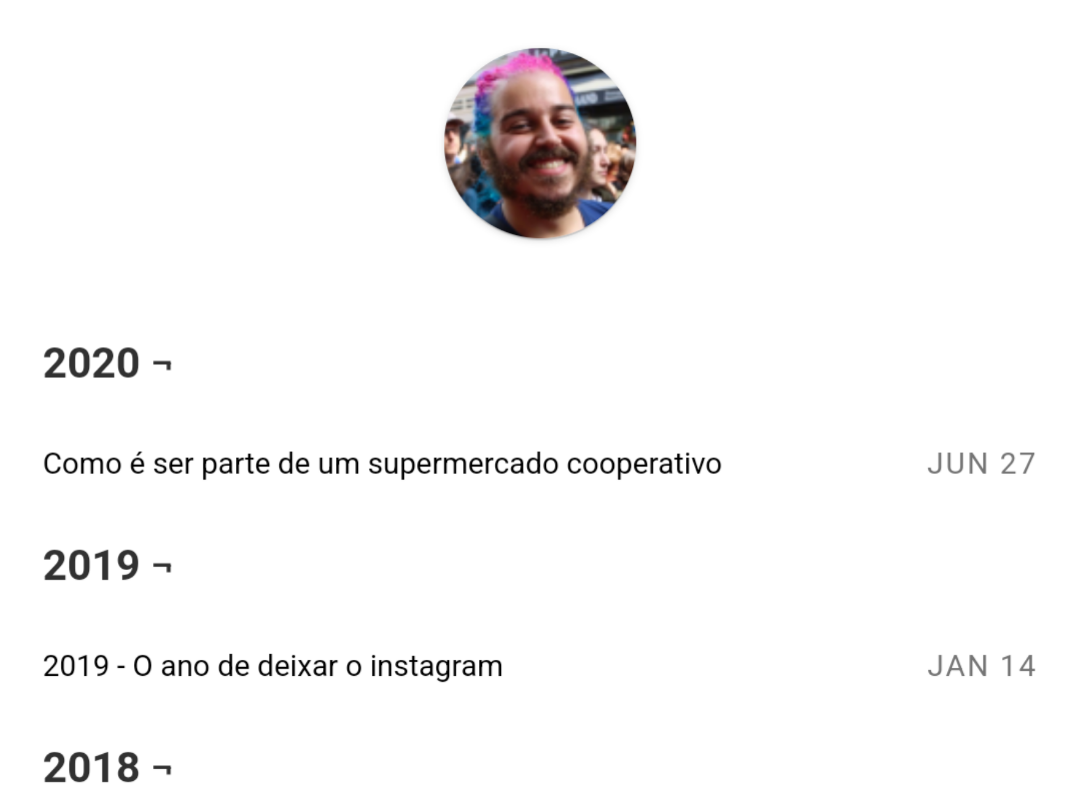 2020 ¬
Como é ser parte de um supermercado cooperativo JUN 27
2019 ¬
2019 - O ano de deixar o instagram JAN 14
2018 ¬